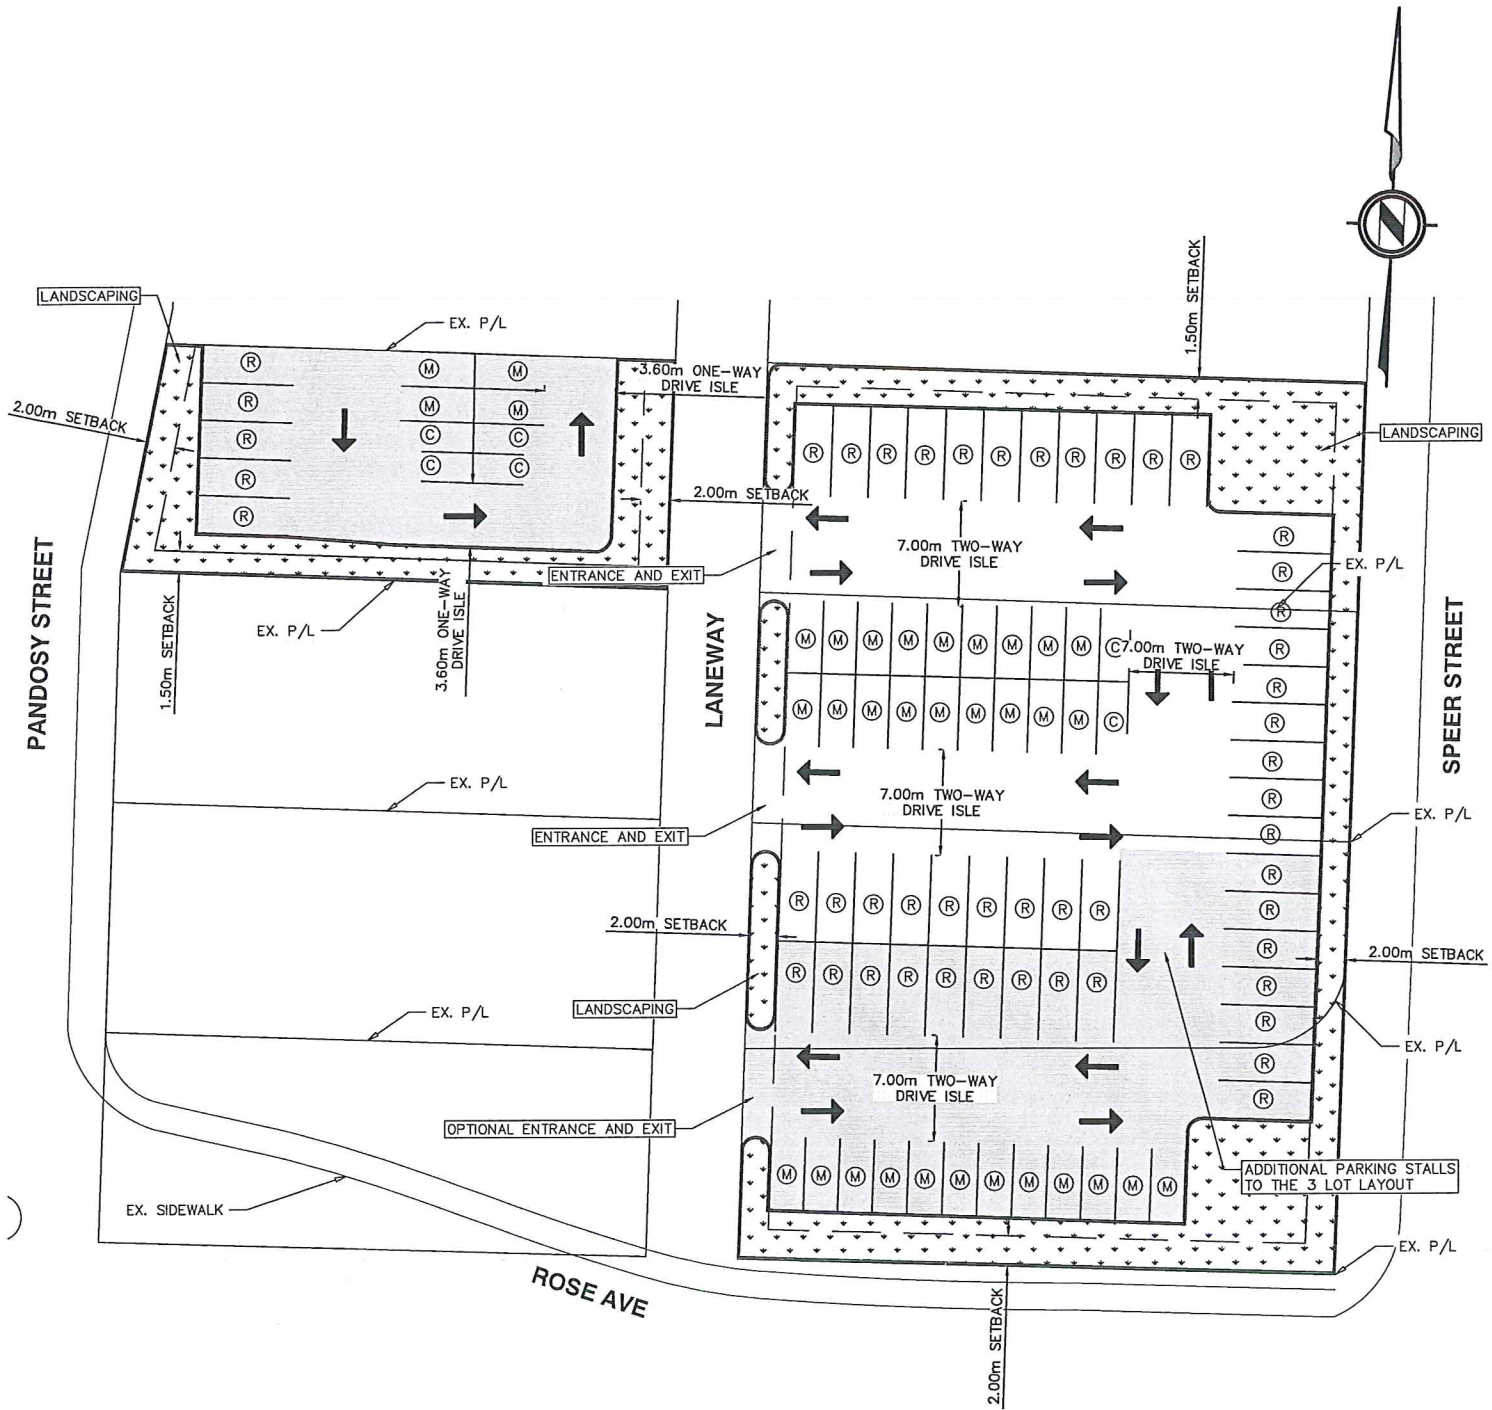 1.50m SETBACK
LANDSCAPING
EX. P/L
3.60m ONE-WAY
DRIVE ISLE
2.00m SETBACK
R
M
M
R
M
M
C
C
R
C
C
R
R
LANDSCAPING
R R R R R R R R R R R
2.00m SETBACK
7.00m TWO-WAY
DRIVE ISLE
ENTRANCE AND EXIT
EX. P/L
PANDOSY STREET
1.50m SETBACK
EX. P/L
3.60m ONE-WAY
DRIVE ISLE
LANEWAY
M M M M M M M M M C
7.00m TWO-WAY
DRIVE ISLE
M M M M M M M M M C
SPEER STREET
R
R
R
R
R
R
R
R
R
EX. P/L
7.00m TWO-WAY
DRIVE ISLE
ENTRANCE AND EXIT
EX. P/L
R R R R R R R R R
2.00m SETBACK
R R R R R R R R R
2.00m SETBACK
R
R
R
R
R
R
R
LANDSCAPING
EX. P/L
EX. P/L
7.00m TWO-WAY
DRIVE ISLE
OPTIONAL ENTRANCE AND EXIT
M M M M M M M M M M M M
ADDITIONAL PARKING STALLS
TO THE 3 LOT LAYOUT
EX. SIDEWALK
EX. P/L
ROSE AVE
2.00m SETBACK